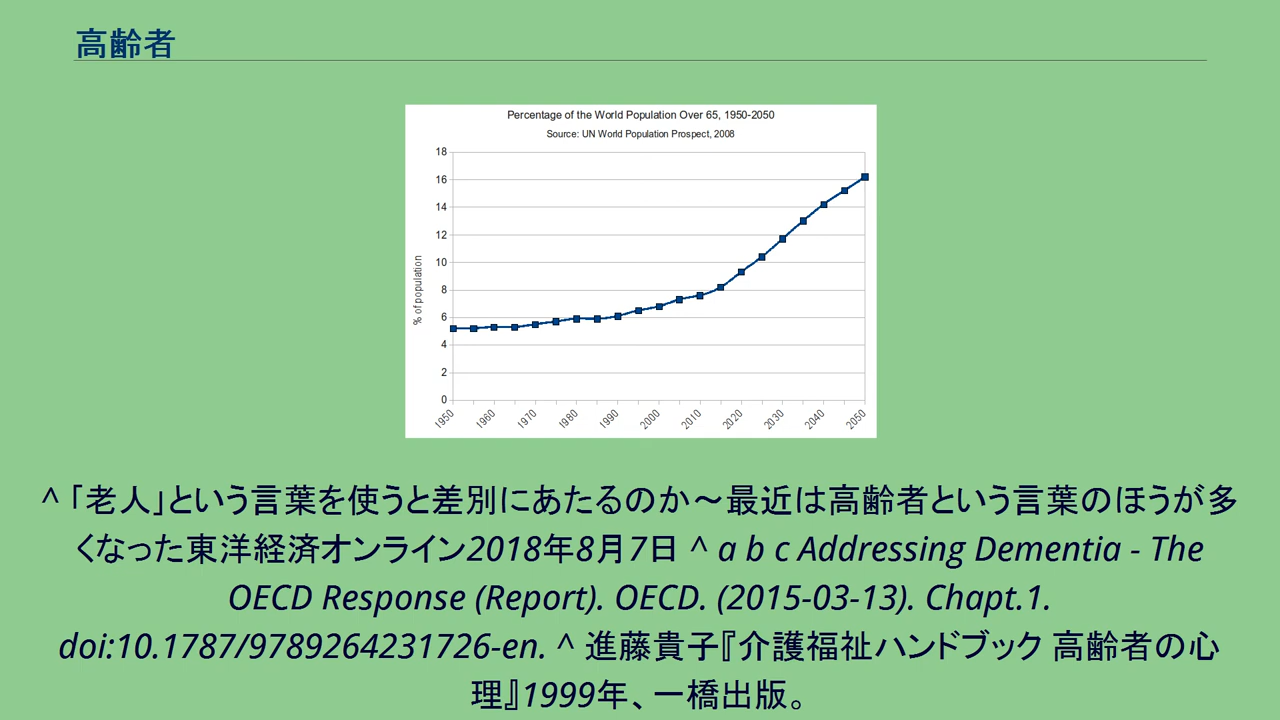 高齢者
Percentage of the World Population Over 65, 1950-2050
Source: UN World Population Prospect, 2008
% of population
18
16
14
12
10
8
6
4
2
0
1950
1960
1970
1980
1990
2000
2010
2020
2030
2040
2050
^ 「老人」という言葉を使うと差別にあたるのか～最近は高齢者という言葉のほうが多
くなった東洋経済オンライン2018年8月7日 ^ a b c Addressing Dementia - The
OECD Response (Report). OECD. (2015-03-13). Chapt.1.
doi:10.1787/9789264231726-en. ^ 進藤貴子『介護福祉ハンドブック 高齢者の心
理』1999年、一橋出版。